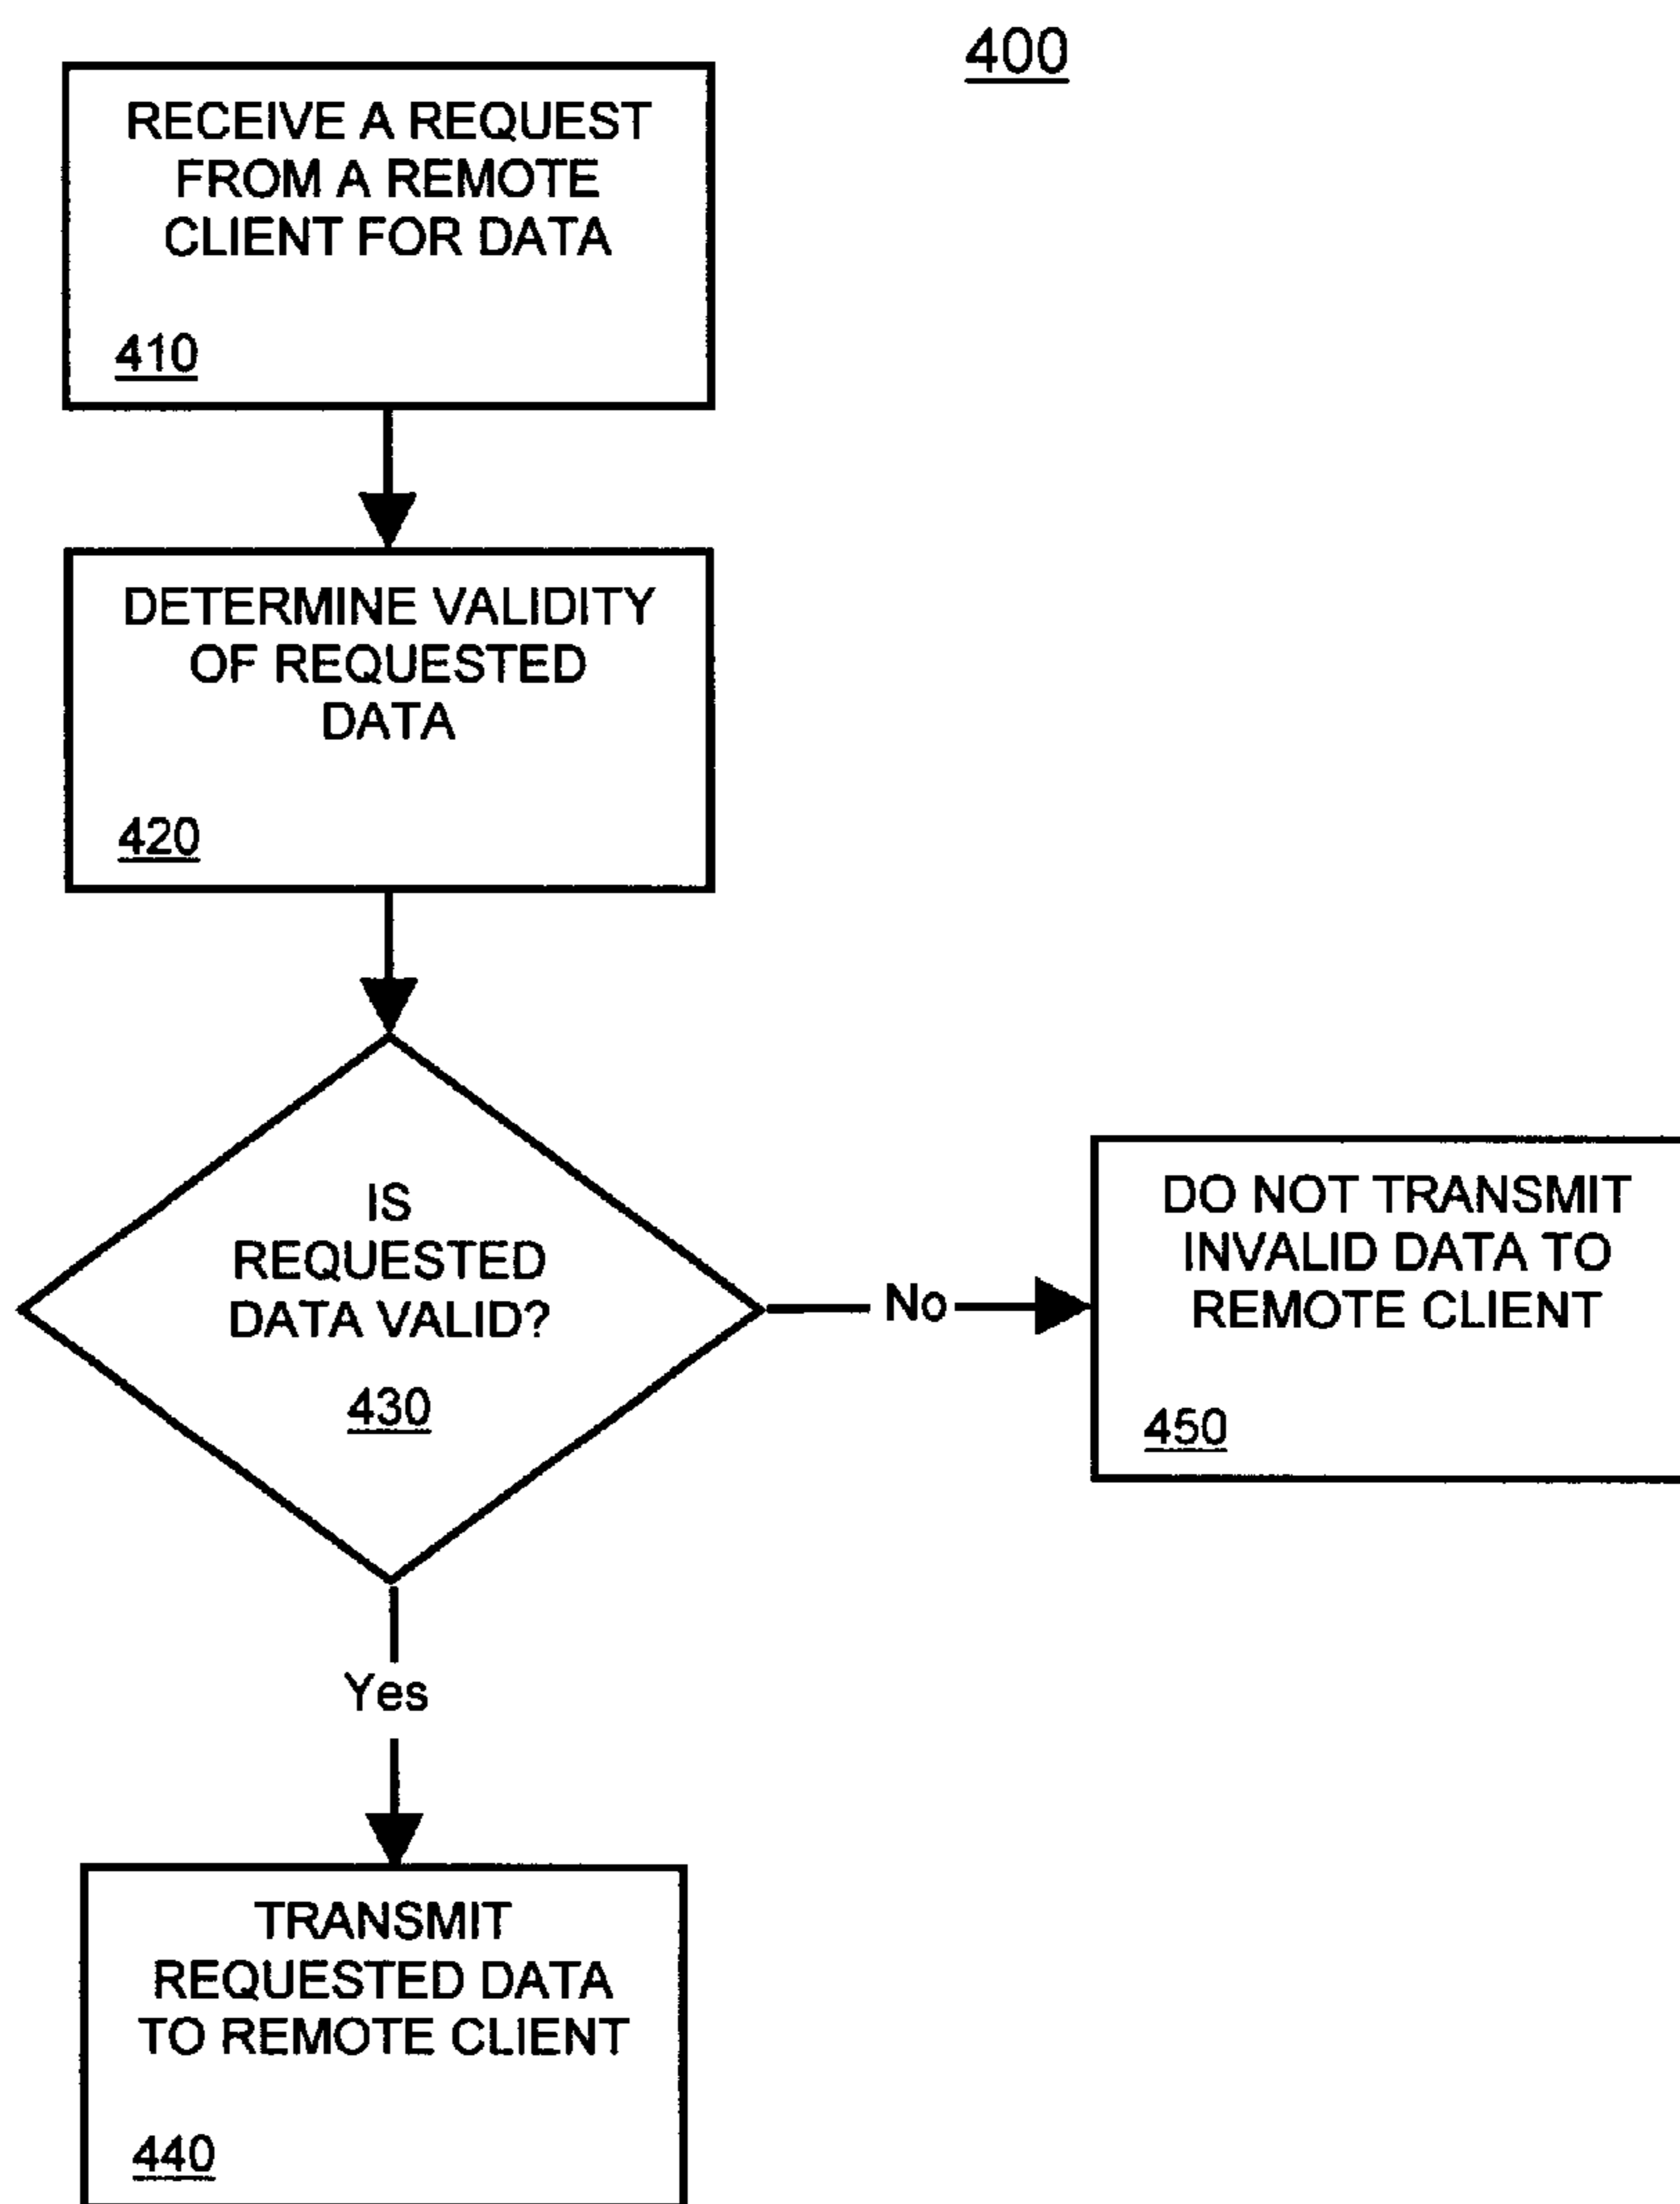 400
RECEIVE A REQUEST
FROM A REMOTE
CLIENT FOR DATA
410
DETERMINE VALIDITY
OF REQUESTED
DATA
420
IS
REQUESTED
DATA VALID?
430
No
DO NOT TRANSMIT
INVALID DATA TO
REMOTE CLIENT
450
Yes
TRANSMIT
REQUESTED DATA
TO REMOTE CLIENT
440